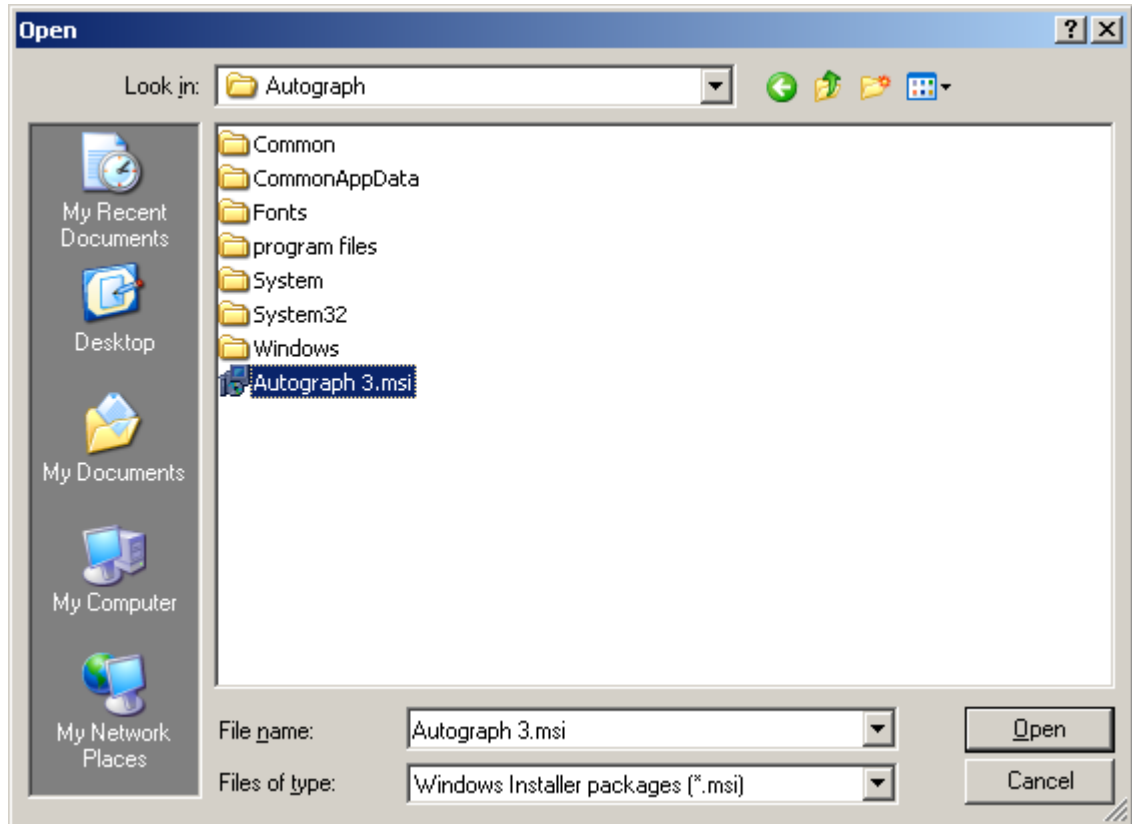 Open
Look in: Autograph
Common
CommonAppData
Fonts
program files
System
System32
Windows
Autograph 3.msi
My Recent
Documents
Desktop
My Documents
My Computer
My Network
Places
File name: Autograph 3.msi Open
Files of type: Windows Installer packages (*.msi) Cancel